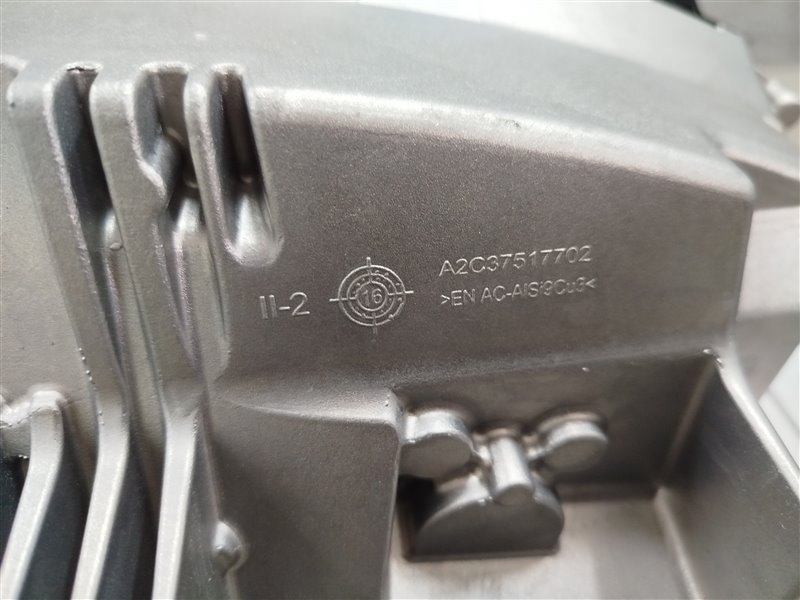 A2C37517702
II-2
16
>EN AC-AlSi9Cu3<